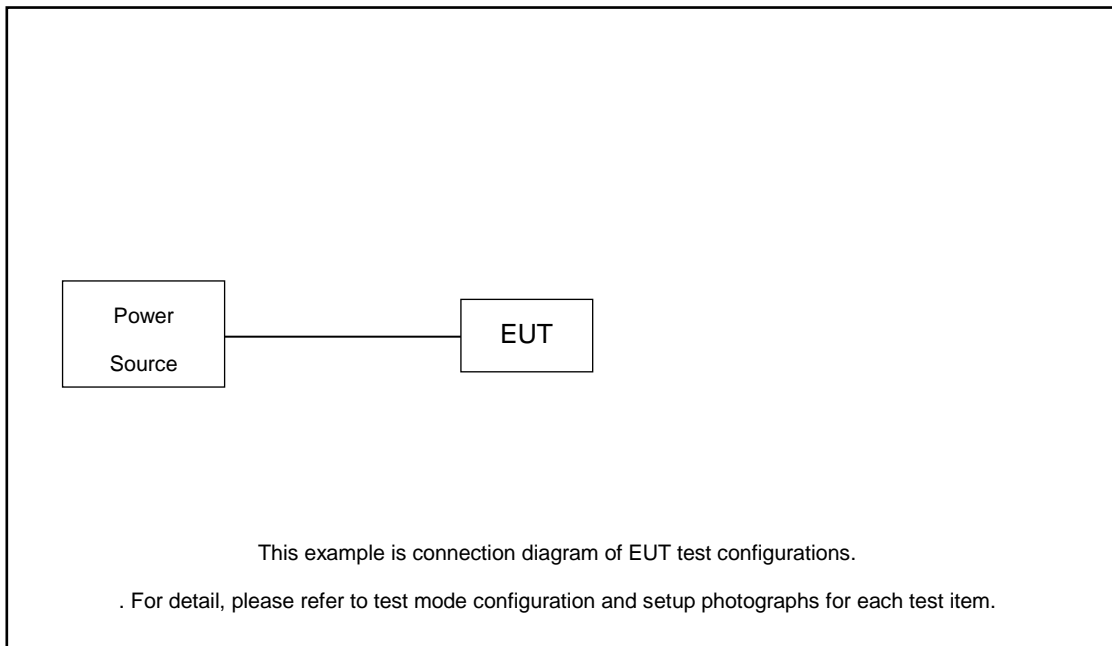 Power
Source
EUT
This example is connection diagram of EUT test configurations.
. For detail, please refer to test mode configuration and setup photographs for each test item.